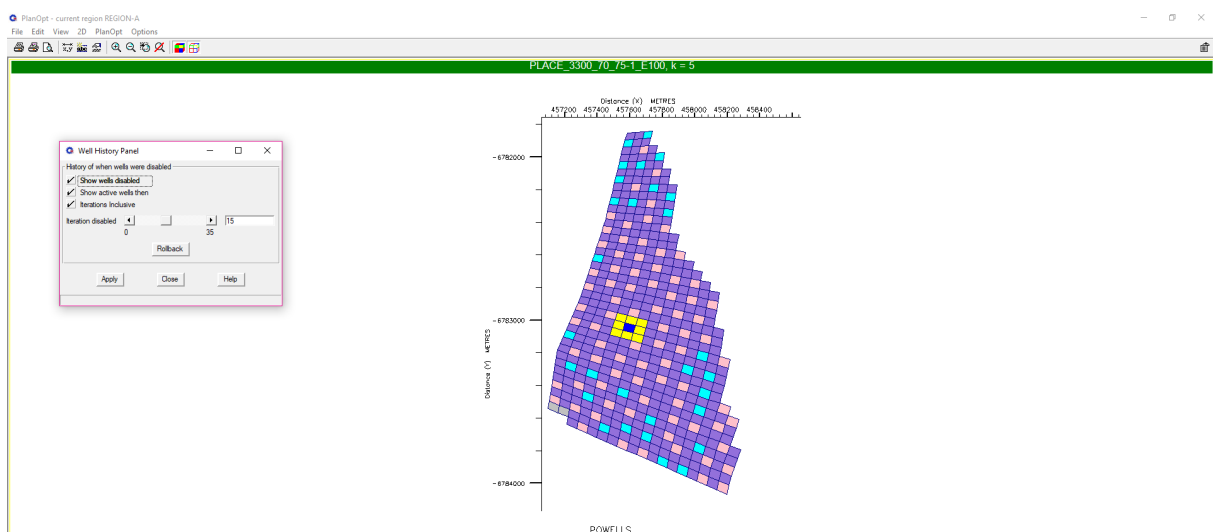 PlanOpt - current region REGION-A
File Edit View 2D PlanOpt Options
PLACE_3300_70_75-1_E100, k = 5
Distance (X) METRES
457200 457400 457600 457800 458000 458200 458400
Well History Panel
History of when wells were disabled
Show wells disabled
Show active wells then
Iterations Inclusive
Iteration disabled 15
0 35
Rollback
Apply Close Help
-6782000
-6783000
Distance (Y) METRES
-6784000
POWELLS